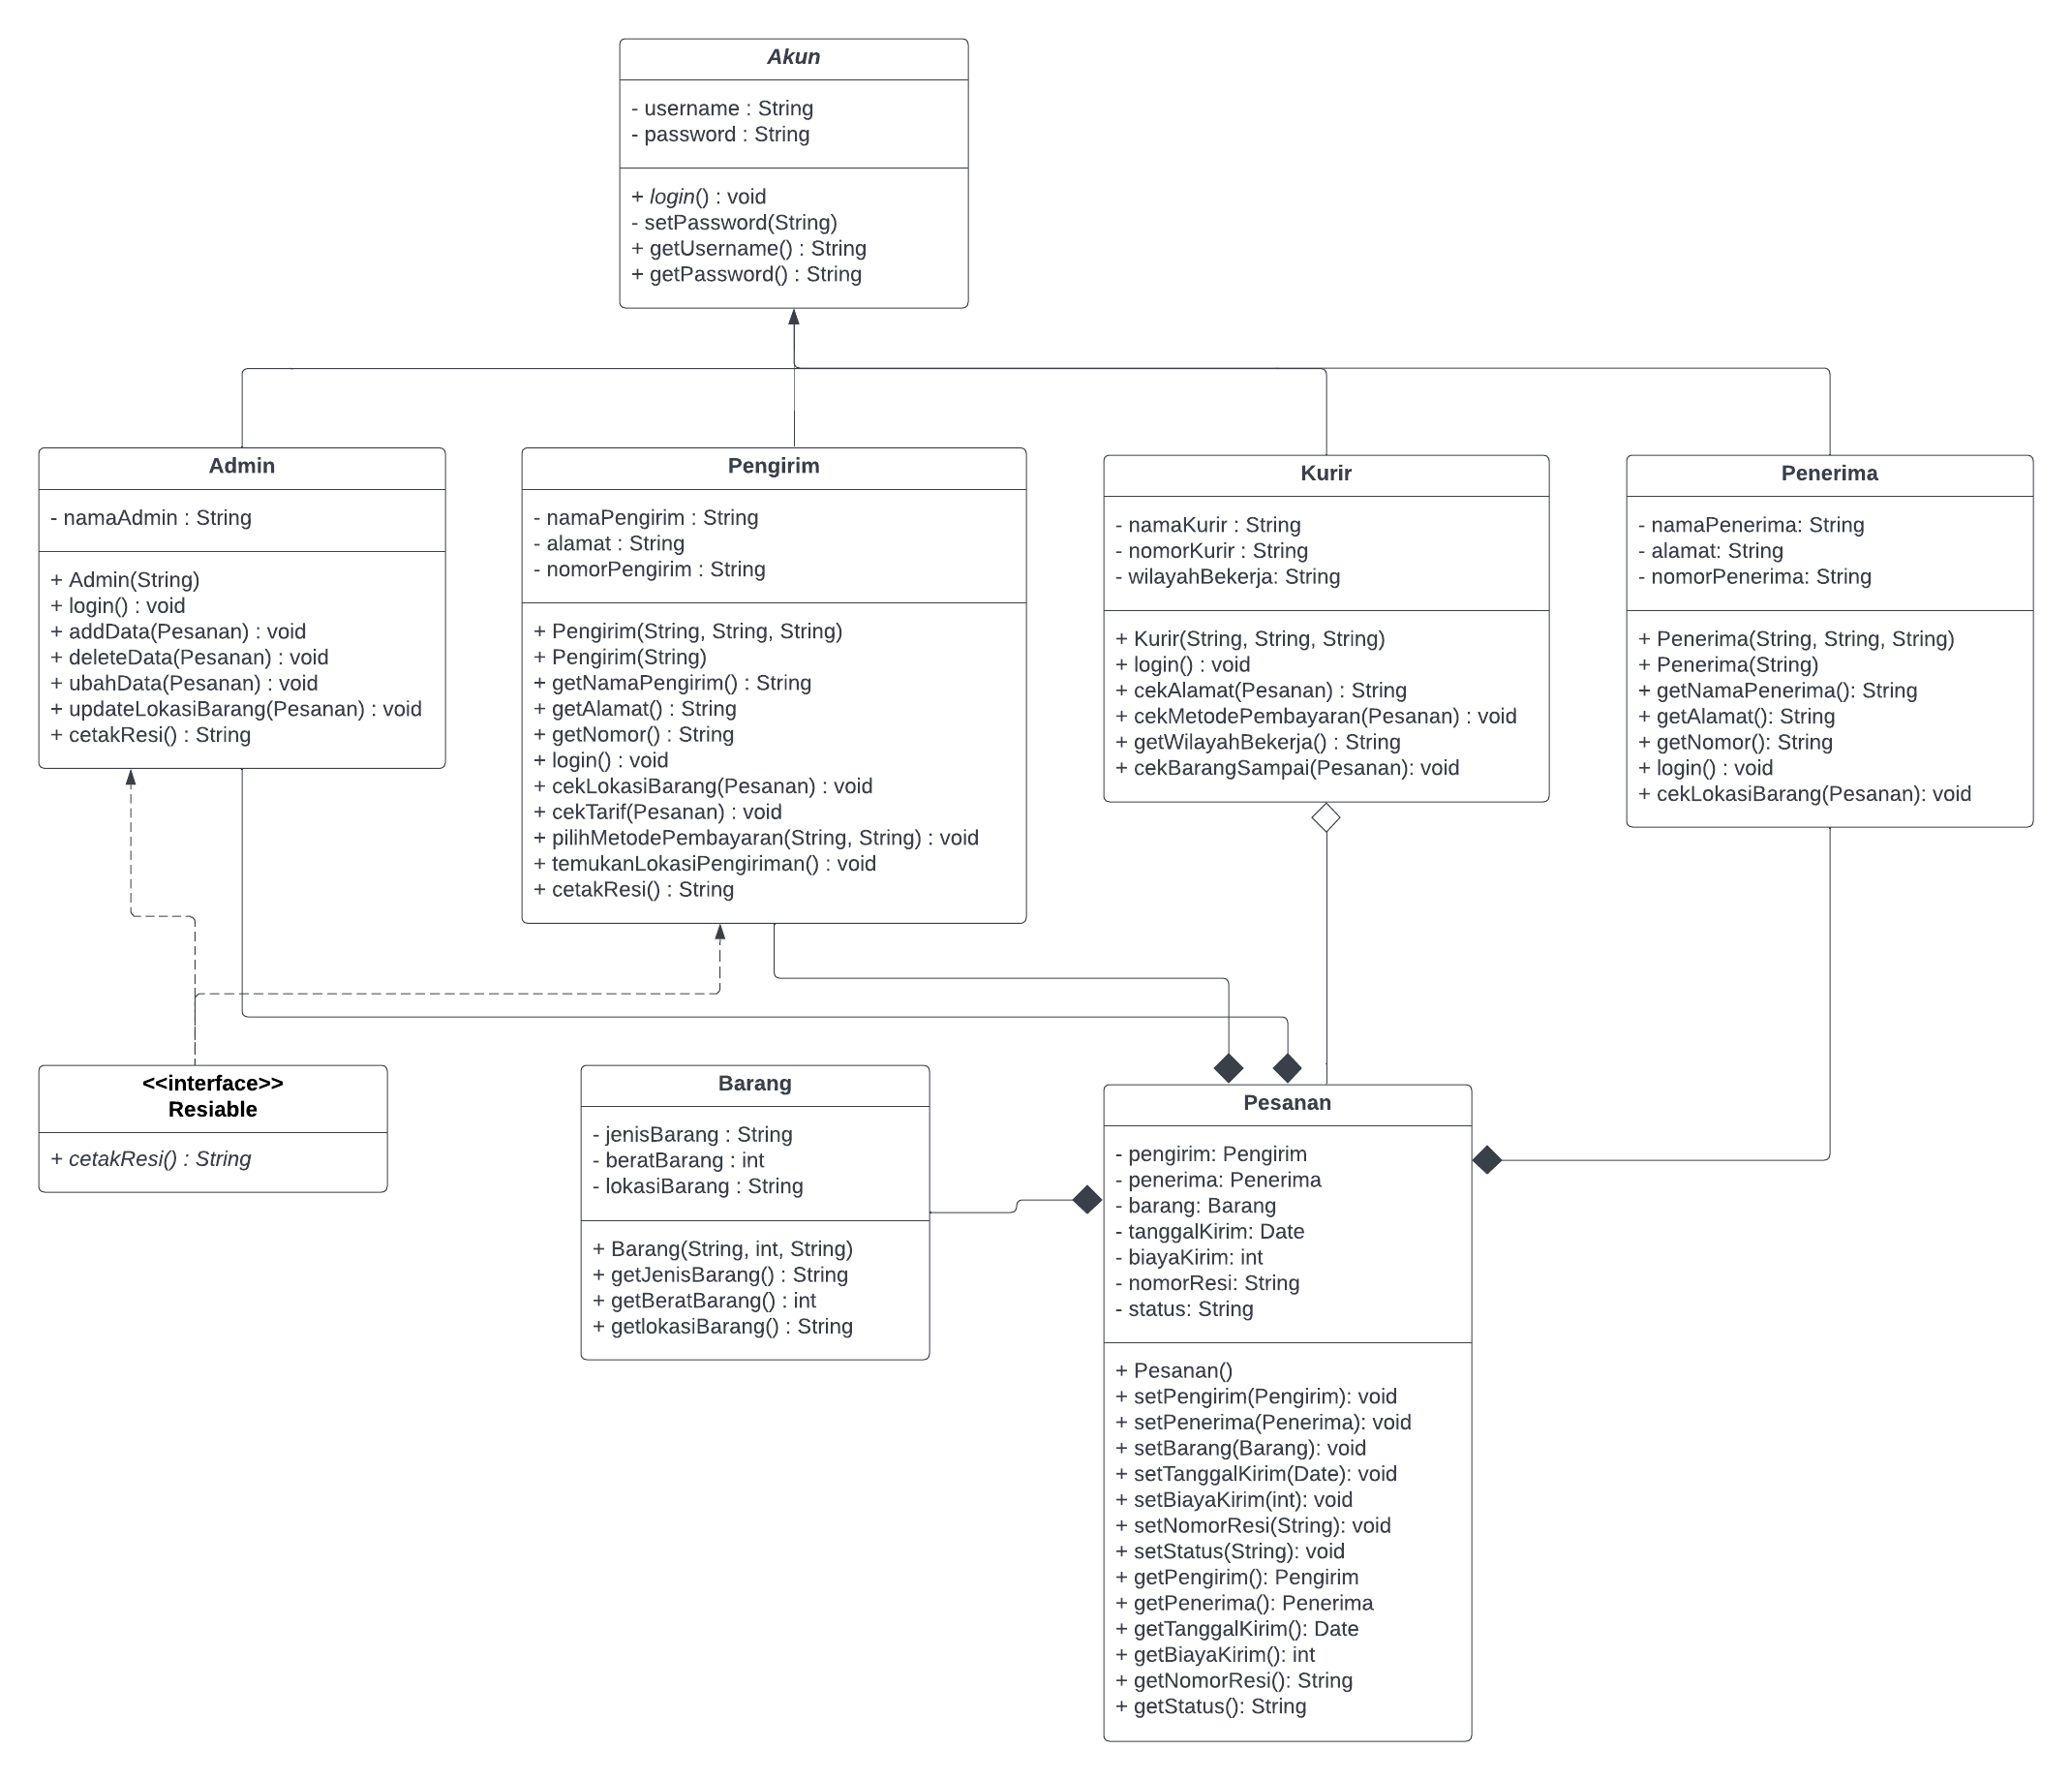 Akun
- username : String
- password : String
+ login() : void
- setPassword(String)
+ getUsername() : String
+ getPassword() : String
Admin
- namaAdmin : String
+ Admin(String)
+ login() : void
+ addData(Pesanan) : void
+ deleteData(Pesanan) : void
+ ubahData(Pesanan) : void
+ updateLokasiBarang(Pesanan) : void
+ cetakResi() : String
Pengirim
- namaPengirim : String
- alamat : String
- nomorPengirim : String
+ Pengirim(String, String, String)
+ Pengirim(String)
+ getNamaPengirim() : String
+ getAlamat() : String
+ getNomor() : String
+ login() : void
+ cekLokasiBarang(Pesanan) : void
+ cekTarif(Pesanan) : void
+ pilihMetodePembayaran(String, String) : void
+ temukanLokasiPengiriman() : void
+ cetakResi() : String
Kurir
- namaKurir : String
- nomorKurir : String
- wilayahBekerja: String
+ Kurir(String, String, String)
+ login() : void
+ cekAlamat(Pesanan) : String
+ cekMetodePembayaran(Pesanan) : void
+ getWilayahBekerja() : String
+ cekBarangSampai(Pesanan): void
Penerima
- namaPenerima: String
- alamat: String
- nomorPenerima: String
+ Penerima(String, String, String)
+ Penerima(String)
+ getNamaPenerima(): String
+ getAlamat(): String
+ getNomor(): String
+ login() : void
+ cekLokasiBarang(Pesanan): void
<<interface>>
Resiable
+ cetakResi() : String
Barang
- jenisBarang : String
- beratBarang : int
- lokasiBarang : String
+ Barang(String, int, String)
+ getJenisBarang() : String
+ getBeratBarang() : int
+ getlokasiBarang() : String
Pesanan
- pengirim: Pengirim
- penerima: Penerima
- barang: Barang
- tanggalKirim: Date
- biayaKirim: int
- nomorResi: String
- status: String
+ Pesanan()
+ setPengirim(Pengirim): void
+ setPenerima(Penerima): void
+ setBarang(Barang): void
+ setTanggalKirim(Date): void
+ setBiayaKirim(int): void
+ setNomorResi(String): void
+ setStatus(String): void
+ getPengirim(): Pengirim
+ getPenerima(): Penerima
+ getTanggalKirim(): Date
+ getBiayaKirim(): int
+ getNomorResi(): String
+ getStatus(): String